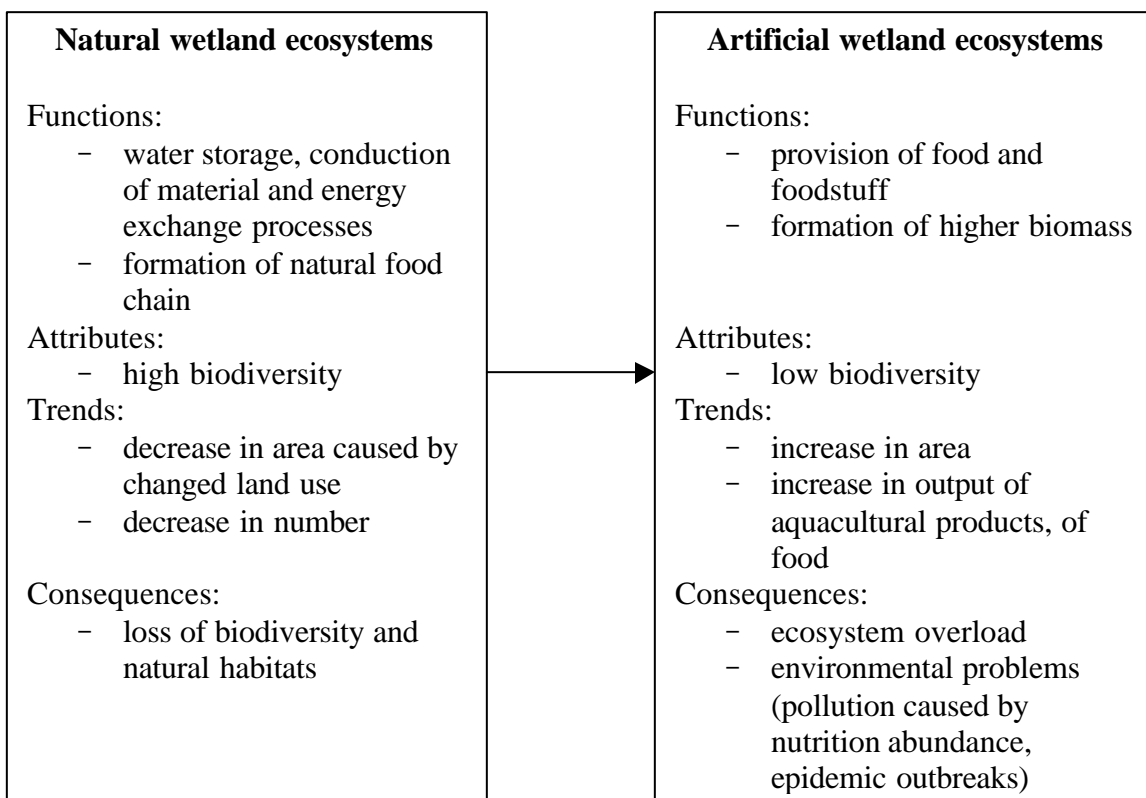 Natural wetland ecosystems
Functions:
- water storage, conduction
of material and energy
exchange processes
- formation of natural food
chain
Attributes:
- high biodiversity
Trends:
- decrease in area caused by
changed land use
- decrease in number
Consequences:
- loss of biodiversity and
natural habitats
Artificial wetland ecosystems
Functions:
- provision of food and
foodstuff
- formation of higher biomass
Attributes:
- low biodiversity
Trends:
- increase in area
- increase in output of
aquacultural products, of
food
Consequences:
- ecosystem overload
- environmental problems
(pollution caused by
nutrition abundance,
epidemic outbreaks)